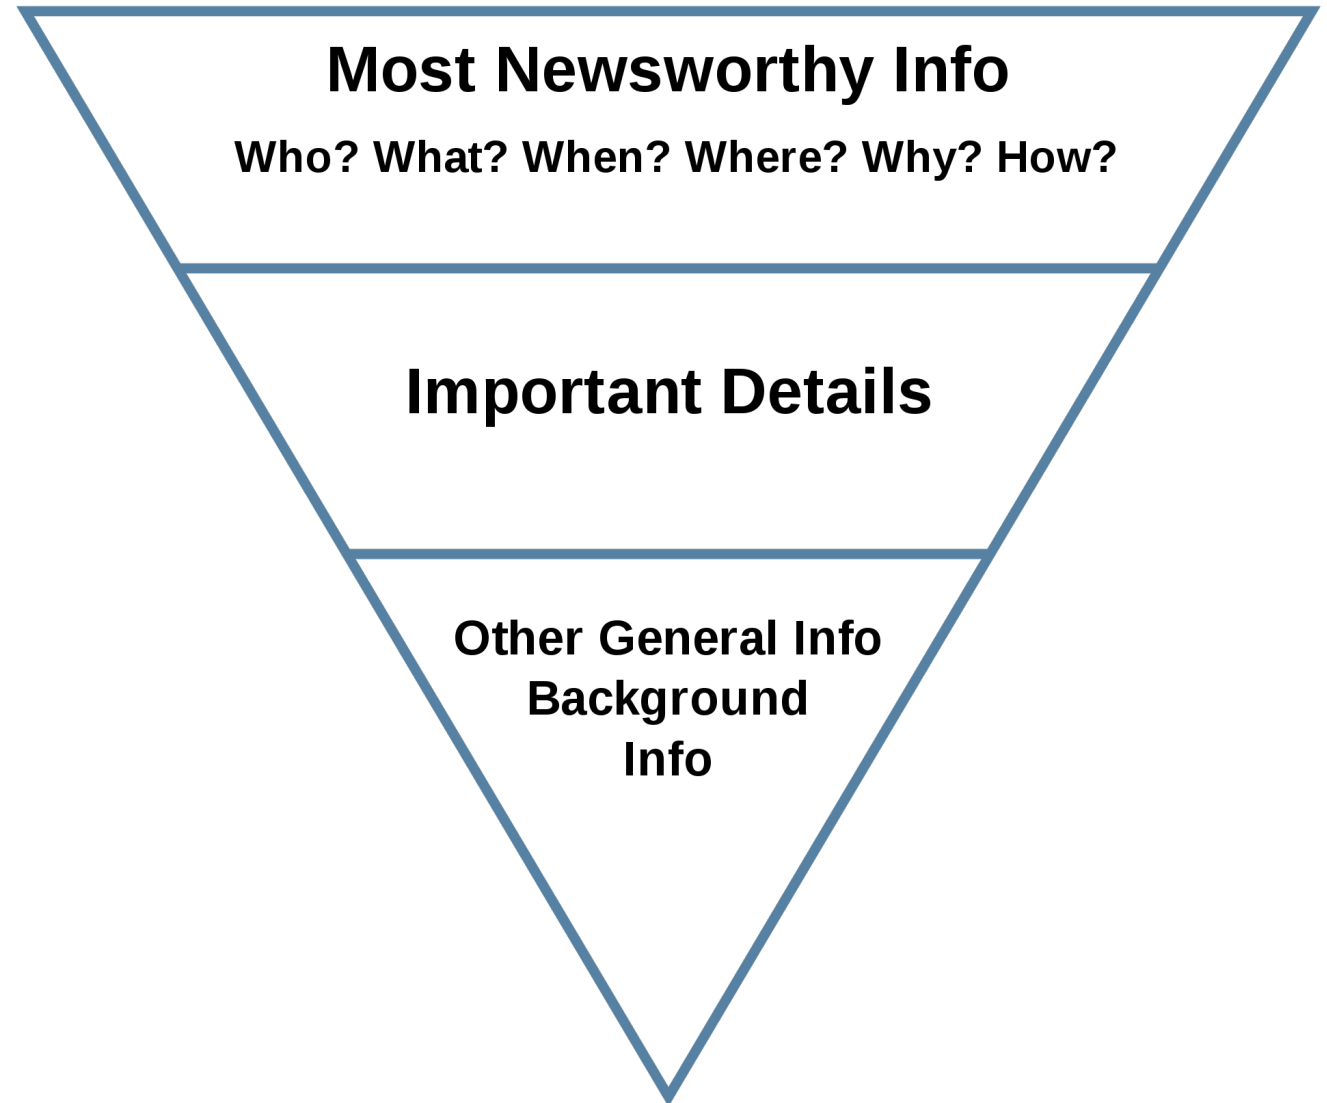 Most Newsworthy Info
Who? What? When? Where? Why? How?
Important Details
Other General Info
Background
Info